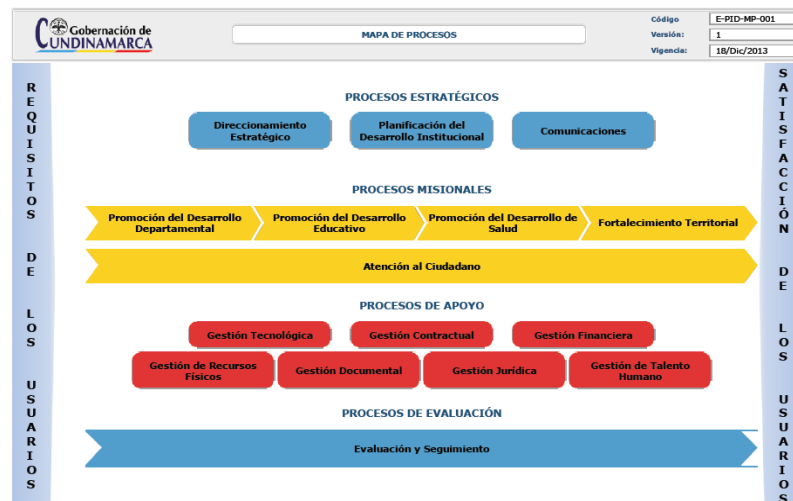 Gobernación de
CUNDINAMARCA
MAPA DE PROCESOS
Código
E-PID-MP-001
Versión:
1
Vigencia:
18/Dic/2013
REQUISITOS DE LOS USUARIOS
PROCESOS ESTRATÉGICOS
Direccionamiento
Estratégico
Planificación del
Desarrollo Institucional
Comunicaciones
PROCESOS MISIONALES
Promoción del Desarrollo
Departamental
Promoción del Desarrollo
Educativo
Promoción del Desarrollo de
Salud
Fortalecimiento Territorial
Atención al Ciudadano
PROCESOS DE APOYO
Gestión Tecnológica
Gestión Contractual
Gestión Financiera
Gestión de Recursos
Físicos
Gestión Documental
Gestión Jurídica
Gestión de Talento
Humano
PROCESOS DE EVALUACIÓN
Evaluación y Seguimiento
SATISFACCIÓN DE LOS USUARIOS